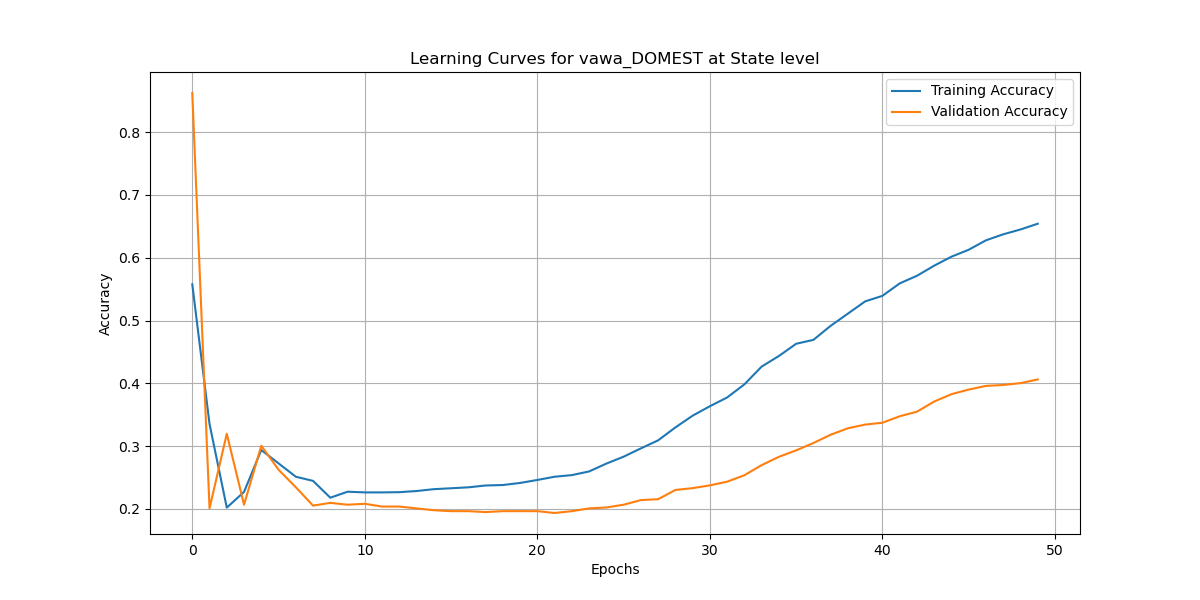 Learning Curves for vawa_DOMEST at State level
Training Accuracy
Validation Accuracy
Accuracy
0.8
0.7
0.6
0.5
0.4
0.3
0.2
0 10 20 30 40 50
Epochs